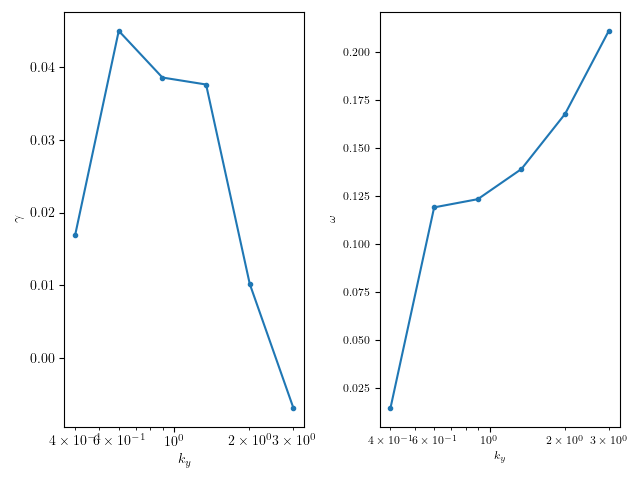 0.04
0.03
0.02
0.01
0.00
γ
4 × 10⁻¹
6 × 10⁻¹
10⁰
2 × 10⁰
3 × 10⁰
k_y
0.200
0.175
0.150
0.125
0.100
0.075
0.050
0.025
ω
4 × 10⁻¹
6 × 10⁻¹
10⁰
2 × 10⁰
3 × 10⁰
k_y